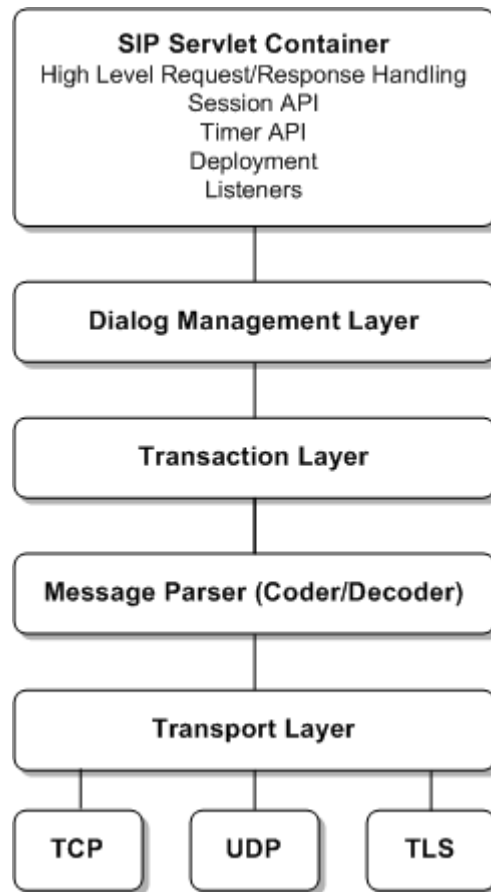 SIP Servlet Container
High Level Request/Response Handling
Session API
Timer API
Deployment
Listeners
Dialog Management Layer
Transaction Layer
Message Parser (Coder/Decoder)
Transport Layer
TCP
UDP
TLS